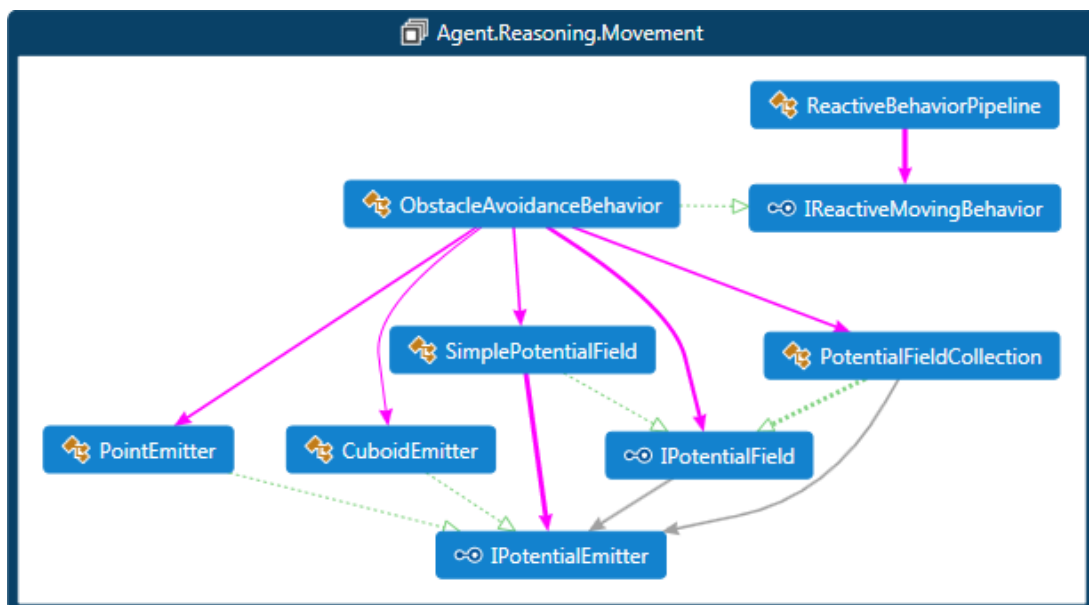 Agent.Reasoning.Movement
ReactiveBehaviorPipeline
ObstacleAvoidanceBehavior
IReactiveMovingBehavior
SimplePotentialField
PotentialFieldCollection
PointEmitter
CuboidEmitter
IPotentialField
IPotentialEmitter